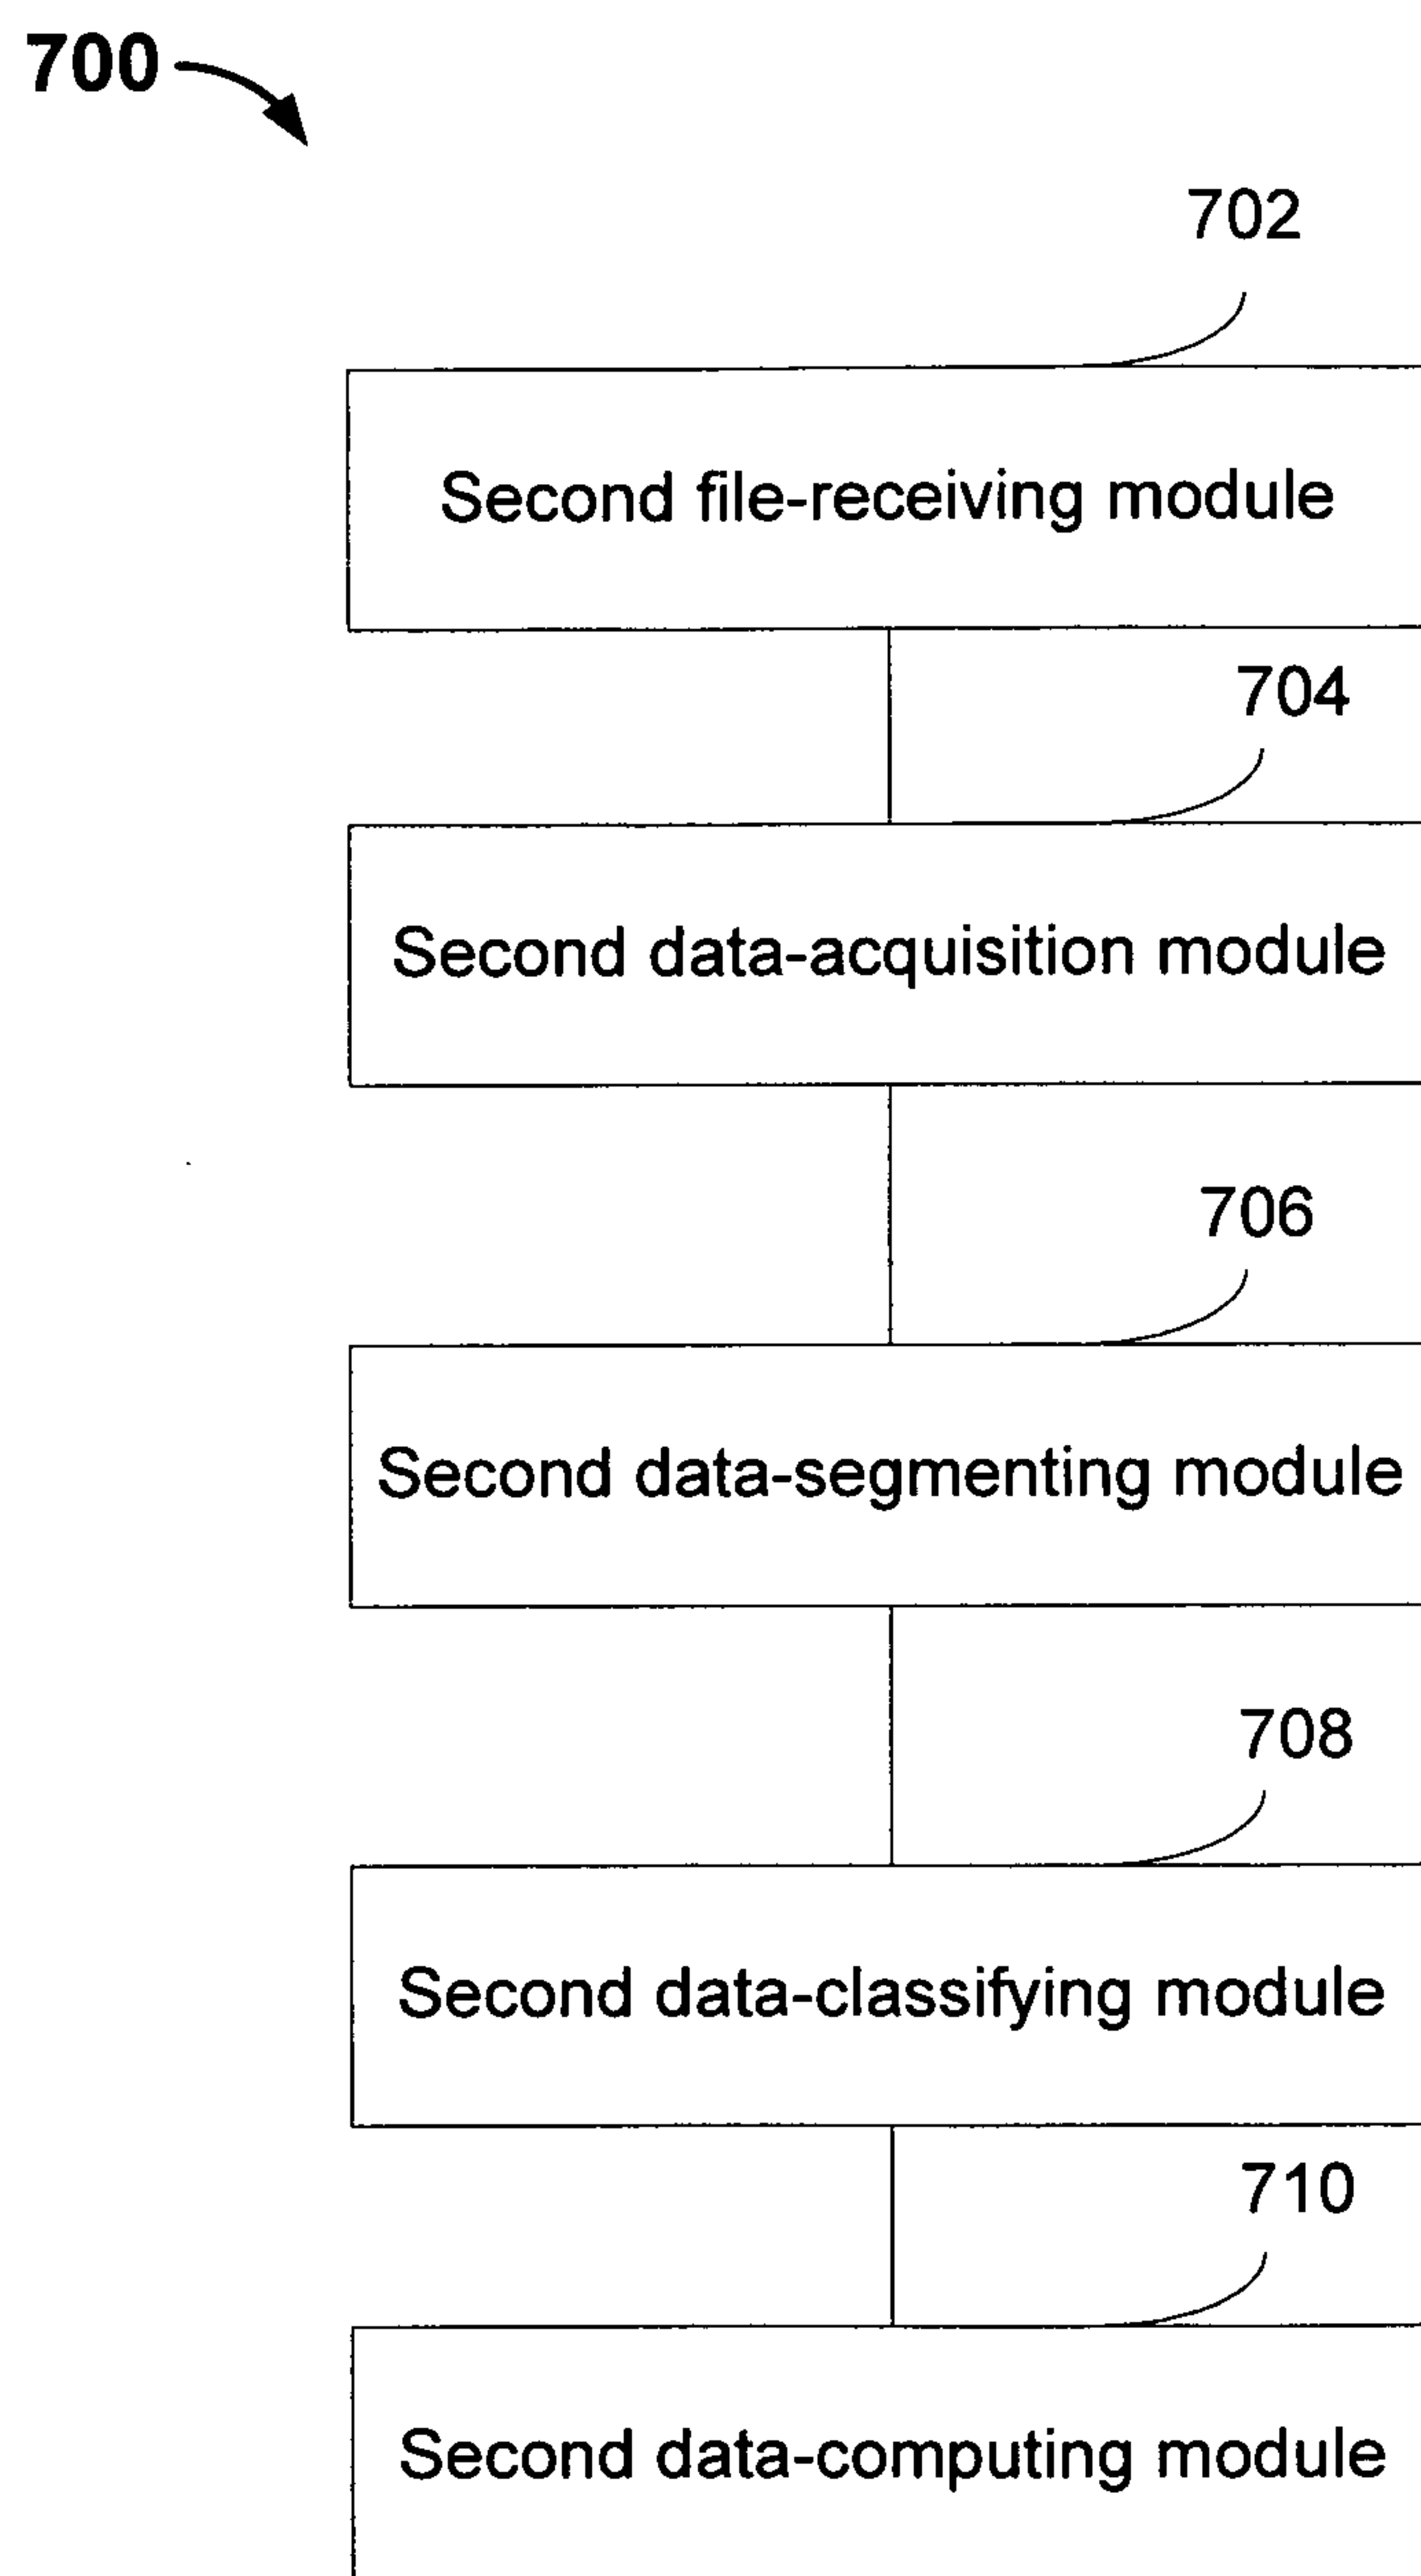 700
702
Second file-receiving module
704
Second data-acquisition module
706
Second data-segmenting module
708
Second data-classifying module
710
Second data-computing module